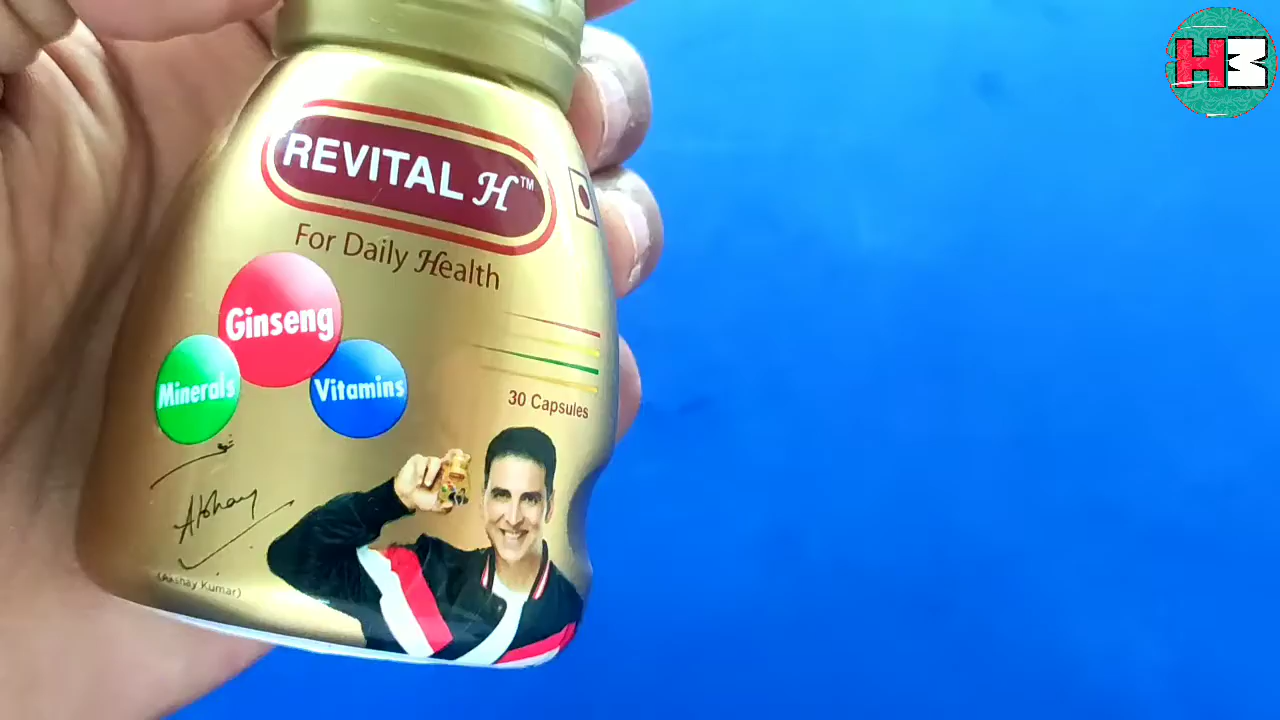 H3
REVITAL H™
For Daily Health
Ginseng
Minerals
Vitamins
30 Capsules
Akshay
(Akshay Kumar)